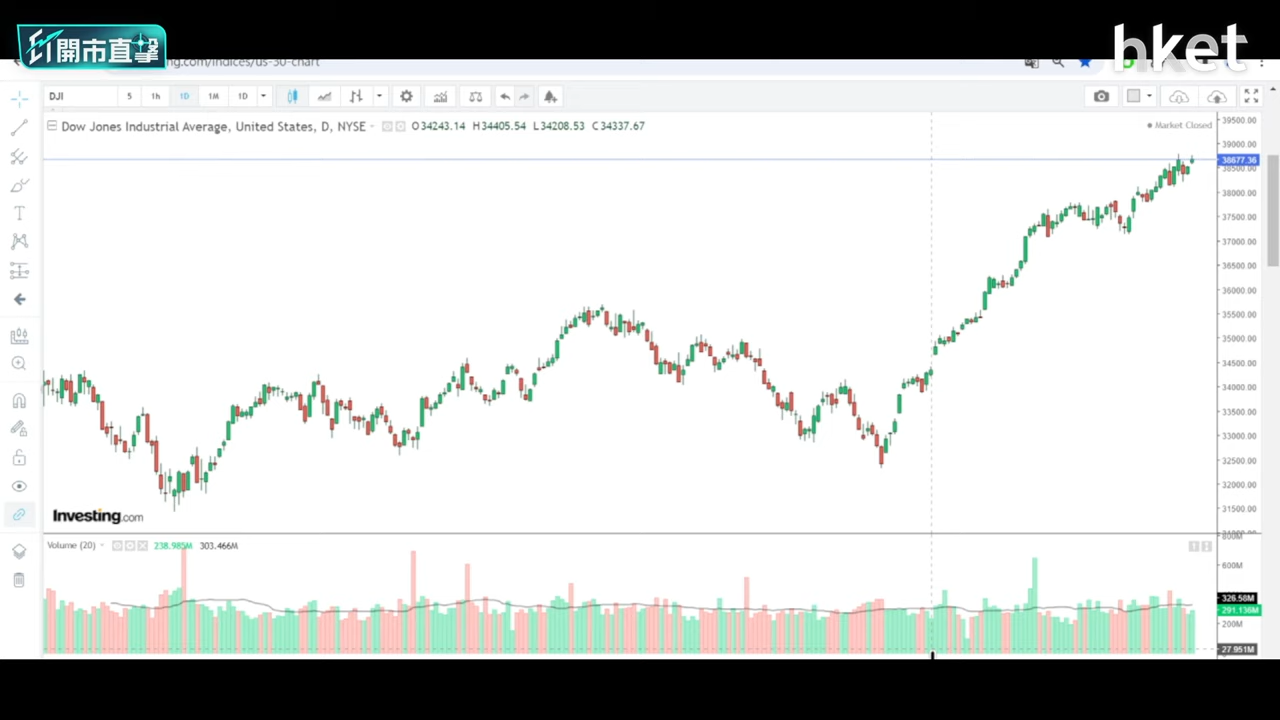 開市直擊
hket
ng.com/indices/us-30-chart
DJI 5 1h 1D 1M 1D
Dow Jones Industrial Average, United States, D, NYSE O34243.14 H34405.54 L34208.53 C34337.67
Market Closed
39500.00
39000.00
38677.36
38500.00
38000.00
37500.00
37000.00
36500.00
36000.00
35500.00
35000.00
34500.00
34000.00
33500.00
33000.00
32500.00
32000.00
31500.00
Investing.com
Volume (20) 238.985M 303.466M
800M
600M
326.58M
291.136M
200M
27.951M